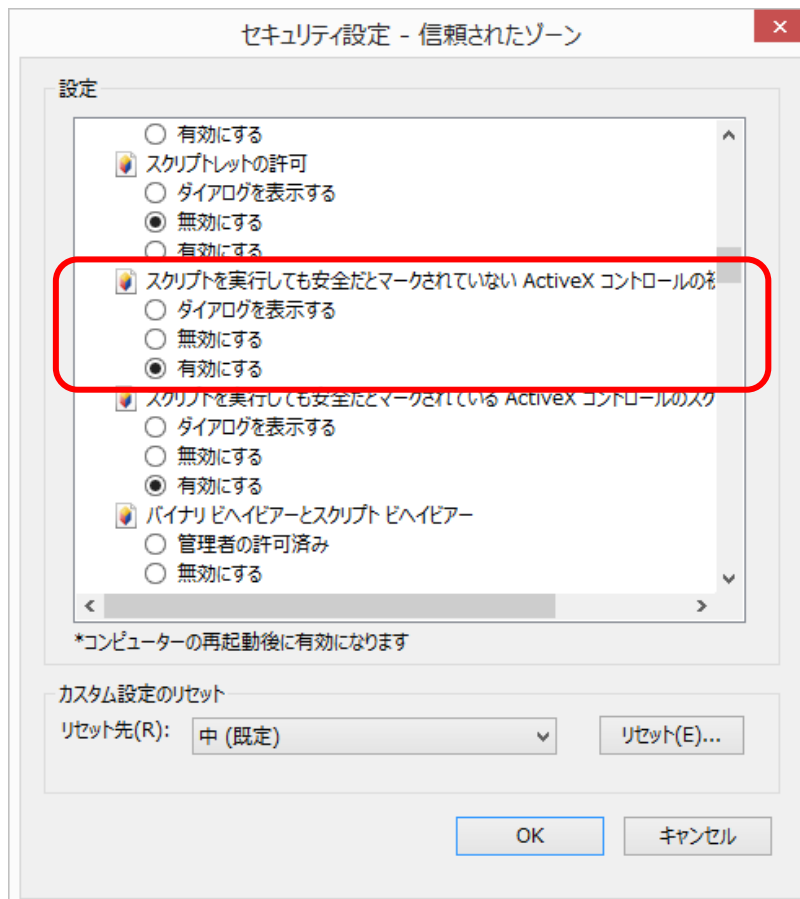 セキュリティ設定 - 信頼されたゾーン
設定
有効にする
スクリプトレットの許可
ダイアログを表示する
無効にする
有効にする
スクリプトを実行しても安全だとマークされていない ActiveX コントロールの
ダイアログを表示する
無効にする
有効にする
スクリプトを実行しても安全だとマークされている ActiveX コントロールのスク
ダイアログを表示する
無効にする
有効にする
バイナリ ビヘイビアーとスクリプト ビヘイビアー
管理者の許可済み
無効にする
*コンピューターの再起動後に有効になります
カスタム設定のリセット
リセット先(R):
中 (既定)
リセット(E)...
OK
キャンセル